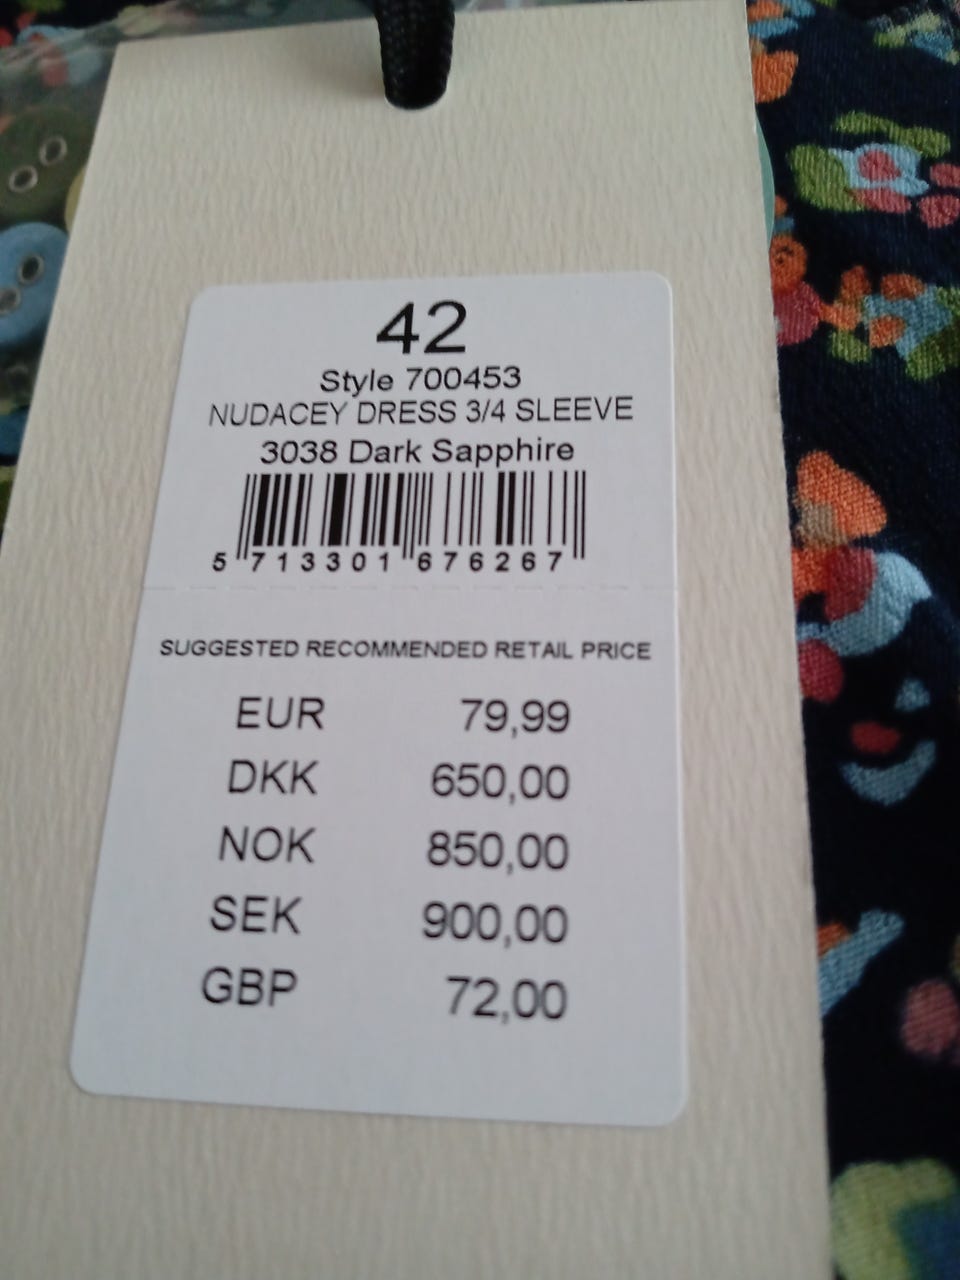 42
Style 700453
NUDACEY DRESS 3/4 SLEEVE
3038 Dark Sapphire
5 713301 676267
SUGGESTED RECOMMENDED RETAIL PRICE
EUR 79,99
DKK 650,00
NOK 850,00
SEK 900,00
GBP 72,00